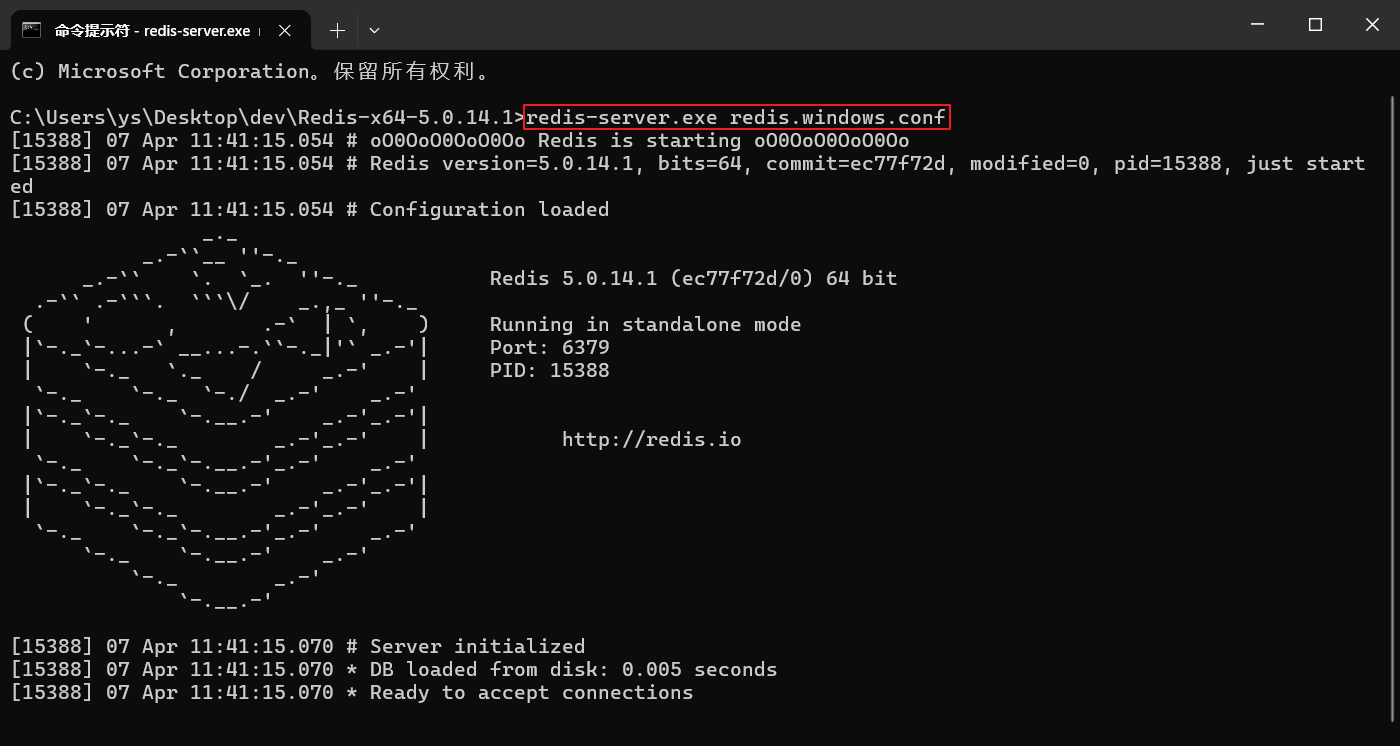 命令提示符 - redis-server.exe
(c) Microsoft Corporation。保留所有权利。
C:\Users\ys\Desktop\dev\Redis-x64-5.0.14.1>redis-server.exe redis.windows.conf
[15388] 07 Apr 11:41:15.054 # oO0OoO0OoO0Oo Redis is starting oO0OoO0OoO0Oo
[15388] 07 Apr 11:41:15.054 # Redis version=5.0.14.1, bits=64, commit=ec77f72d, modified=0, pid=15388, just start
ed
[15388] 07 Apr 11:41:15.054 # Configuration loaded
Redis 5.0.14.1 (ec77f72d/0) 64 bit
Running in standalone mode
Port: 6379
PID: 15388
http://redis.io
[15388] 07 Apr 11:41:15.070 # Server initialized
[15388] 07 Apr 11:41:15.070 * DB loaded from disk: 0.005 seconds
[15388] 07 Apr 11:41:15.070 * Ready to accept connections